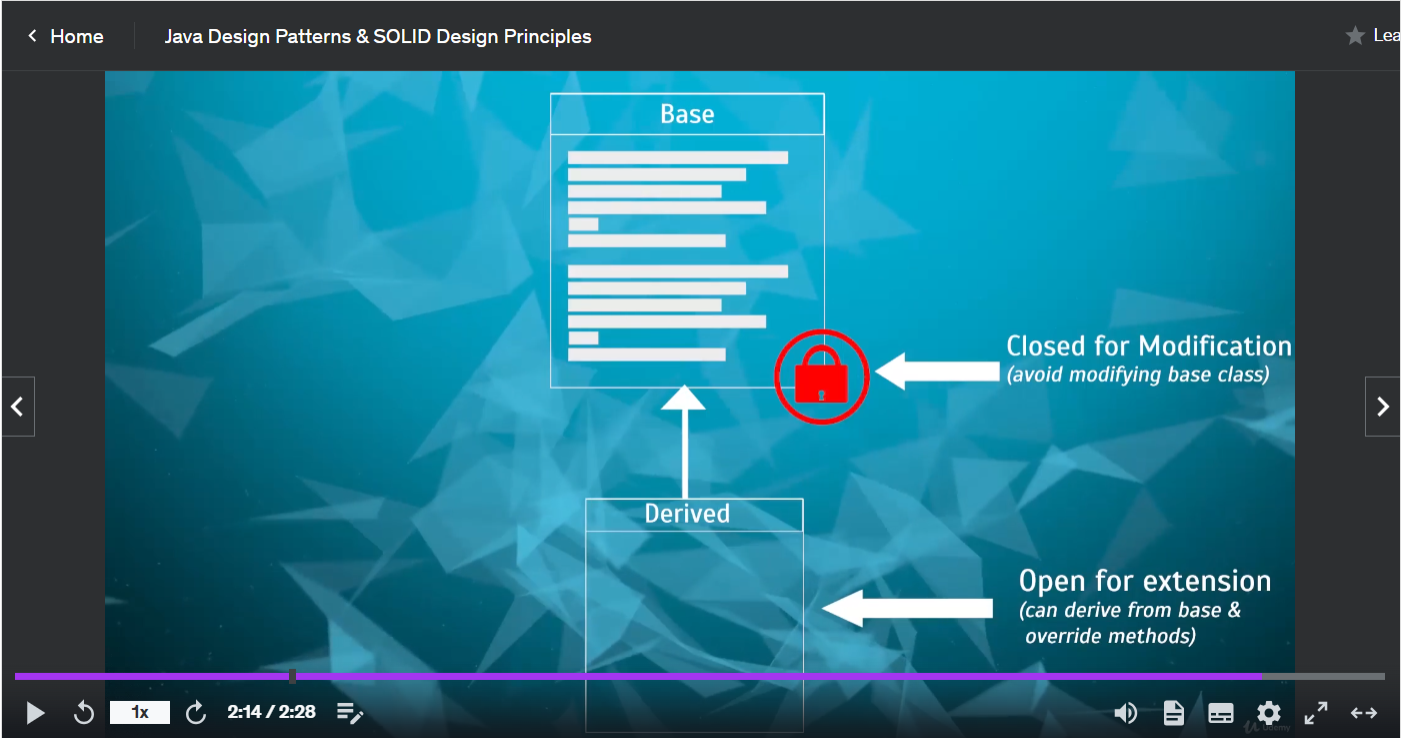 Home
Java Design Patterns & SOLID Design Principles
Lea
Base
Closed for Modification
(avoid modifying base class)
Derived
Open for extension
(can derive from base &
override methods)
1x
2:14 / 2:28
udemy